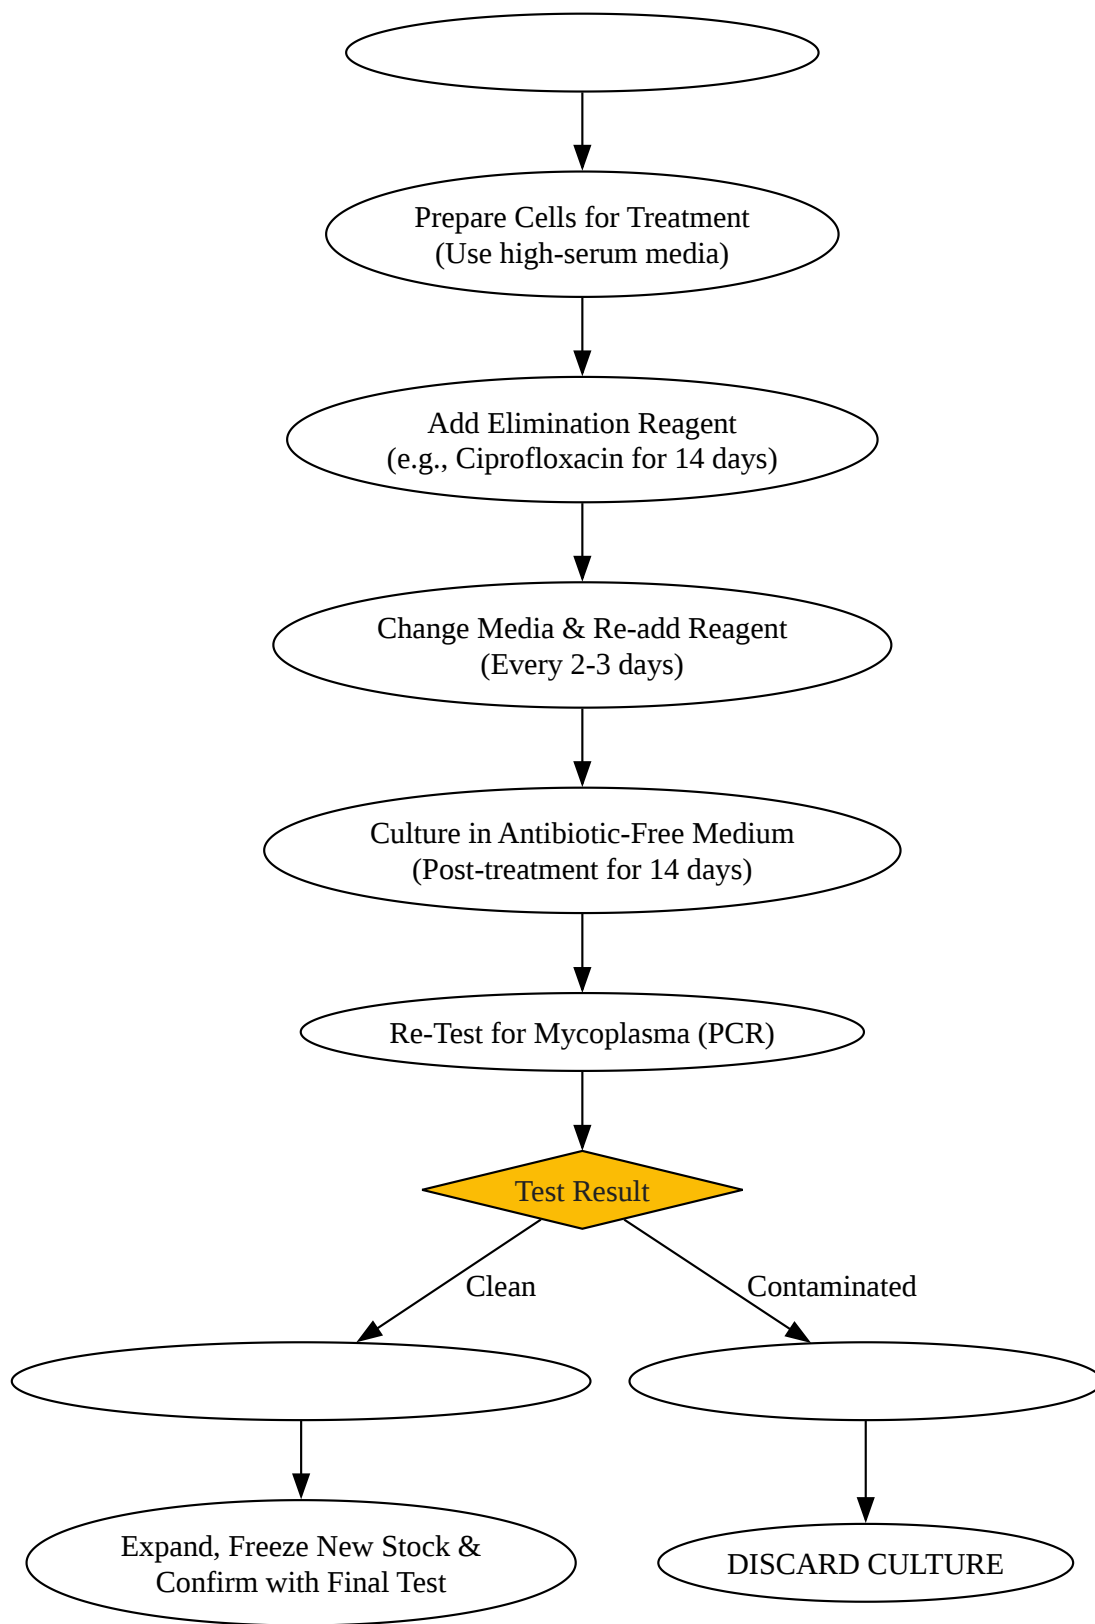 Prepare Cells for Treatment
(Use high-serum media)
Add Elimination Reagent
(e.g., Ciprofloxacin for 14 days)
Change Media & Re-add Reagent
(Every 2-3 days)
Culture in Antibiotic-Free Medium
(Post-treatment for 14 days)
Re-Test for Mycoplasma (PCR)
Test Result
Clean
Contaminated
Expand, Freeze New Stock &
Confirm with Final Test
DISCARD CULTURE